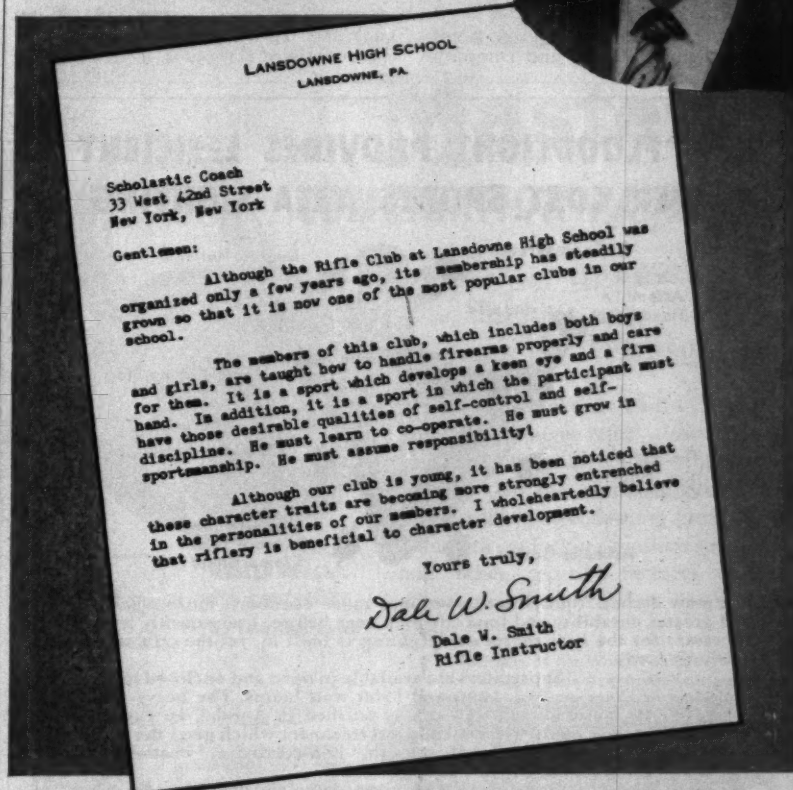 LANSDOWNE HIGH SCHOOL
LANSDOWNE, PA.
Scholastic Coach
33 West 42nd Street
New York, New York
Gentlemen:
Although the Rifle Club at Lansdowne High School was
organized only a few years ago, its membership has steadily
grown so that it is now one of the most popular clubs in our
school.
The members of this club, which includes both boys
and girls, are taught how to handle firearms properly and care
for them. It is a sport which develops a keen eye and a firm
hand. In addition, it is a sport in which the participant must
have those desirable qualities of self-control and self-
discipline. He must learn to co-operate. He must grow in
sportsmanship. He must assume responsibility!
Although our club is young, it has been noticed that
these character traits are becoming more strongly entrenched
in the personalities of our members. I wholeheartedly believe
that riflery is beneficial to character development.
Yours truly,
Dale W. Smith
Dale W. Smith
Rifle Instructor